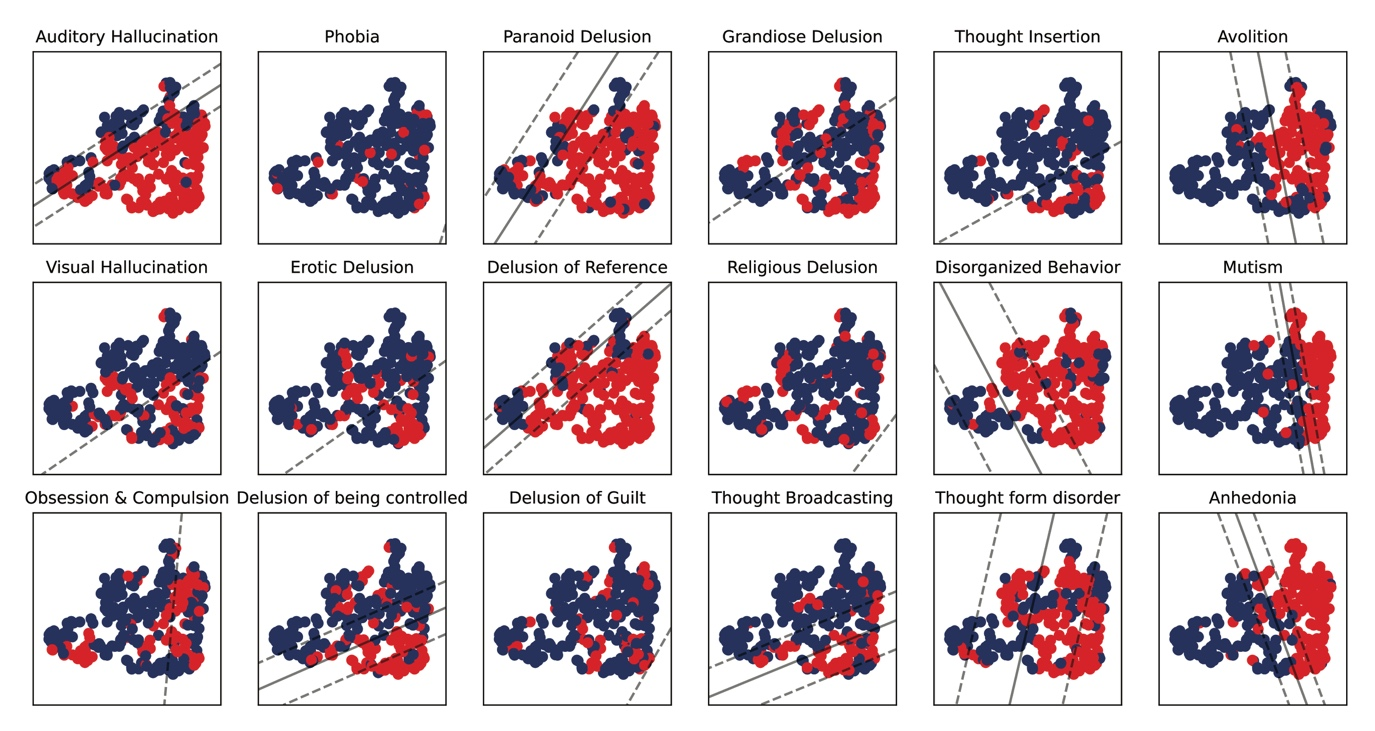 Auditory Hallucination
Phobia
Paranoid Delusion
Grandiose Delusion
Thought Insertion
Avolition
Visual Hallucination
Erotic Delusion
Delusion of Reference
Religious Delusion
Disorganized Behavior
Mutism
Obsession & Compulsion
Delusion of being controlled
Delusion of Guilt
Thought Broadcasting
Thought form disorder
Anhedonia